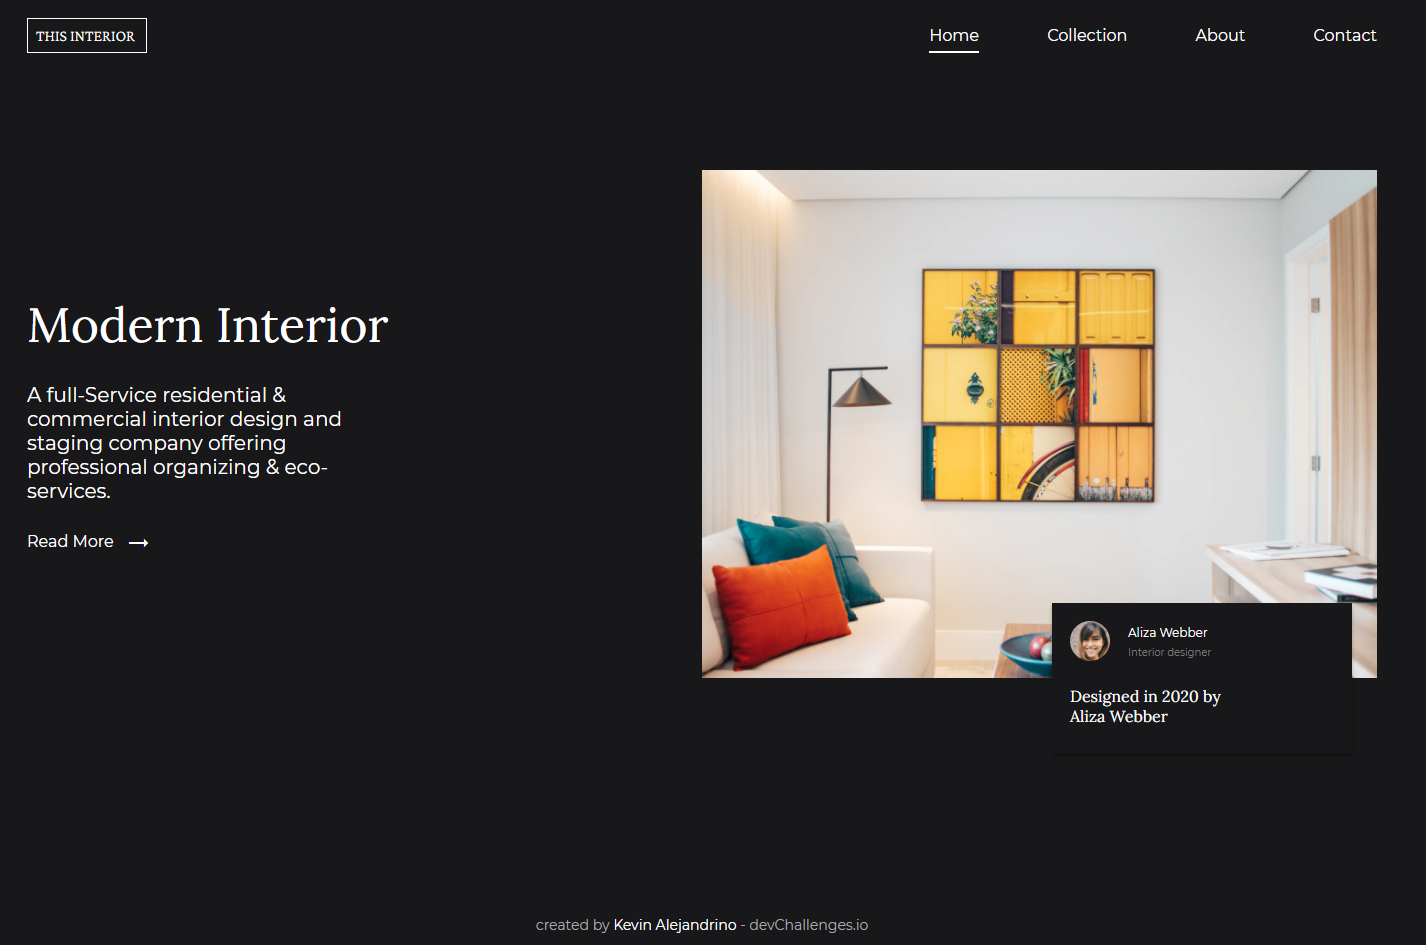 THIS INTERIOR
Home
Collection
About
Contact
Modern Interior
A full-Service residential &
commercial interior design and
staging company offering
professional organizing & eco-
services.
Read More
Aliza Webber
Interior designer
Designed in 2020 by
Aliza Webber
created by Kevin Alejandrino - devChallenges.io